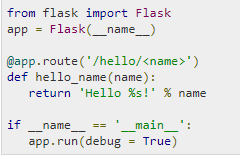 from flask import Flask
app = Flask(__name__)

@app.route('/hello/<name>')
def hello_name(name):
   return 'Hello %s!' % name

if __name__ == '__main__':
   app.run(debug = True)